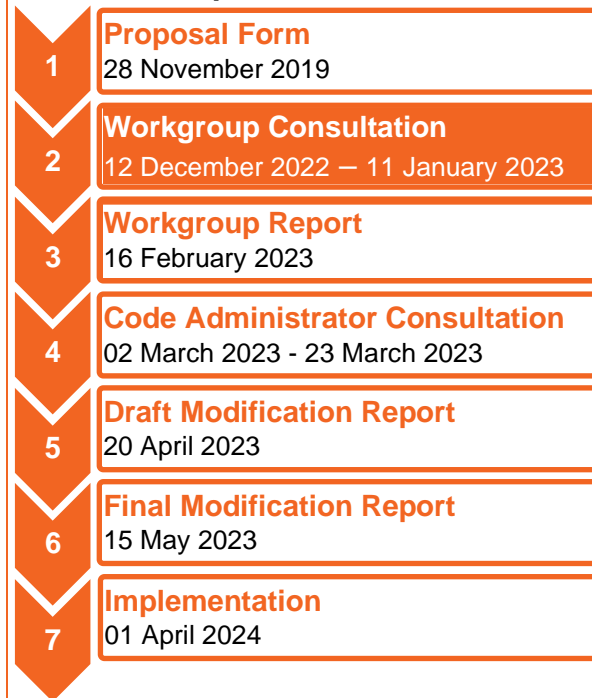 1
Proposal Form
28 November 2019
2
Workgroup Consultation
12 December 2022 – 11 January 2023
3
Workgroup Report
16 February 2023
4
Code Administrator Consultation
02 March 2023 - 23 March 2023
5
Draft Modification Report
20 April 2023
6
Final Modification Report
15 May 2023
7
Implementation
01 April 2024